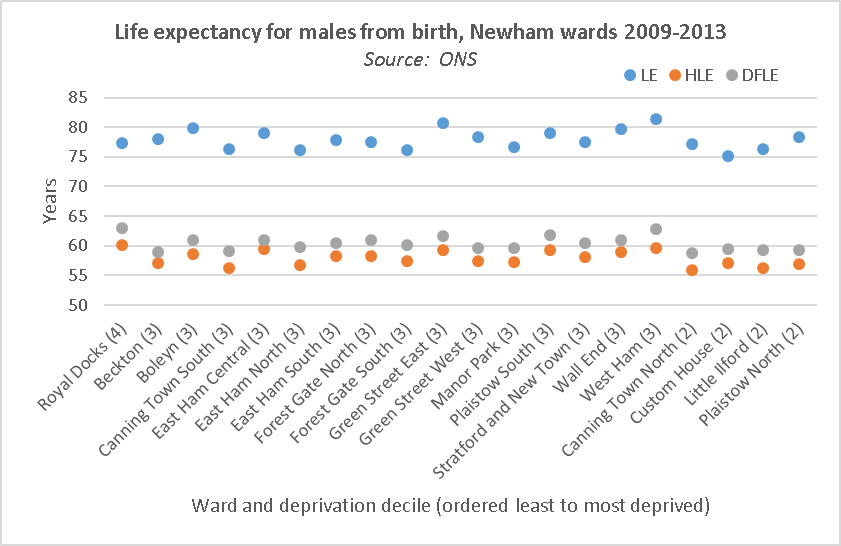 Life expectancy for males from birth, Newham wards 2009-2013
Source:  ONS
LE HLE DFLE
85
80
75
70
65
60
55
50
Years
Royal Docks (4)
Beckton (3)
Boleyn (3)
Canning Town South (3)
East Ham Central (3)
East Ham North (3)
East Ham South (3)
Forest Gate North (3)
Forest Gate South (3)
Green Street East (3)
Green Street West (3)
Manor Park (3)
Plaistow South (3)
Stratford and New Town (3)
Wall End (3)
West Ham (3)
Canning Town North (2)
Custom House (2)
Little Ilford (2)
Plaistow North (2)
Ward and deprivation decile (ordered least to most deprived)